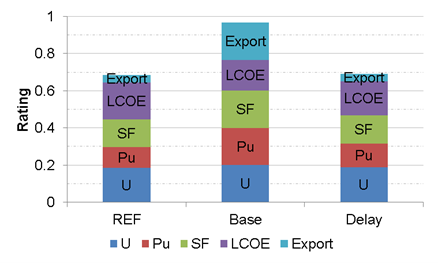 1
0.8
0.6
0.4
0.2
0
Rating
Export
LCOE
SF
Pu
U
Export
LCOE
SF
Pu
U
Export
LCOE
SF
Pu
U
REF Base Delay
U Pu SF LCOE Export